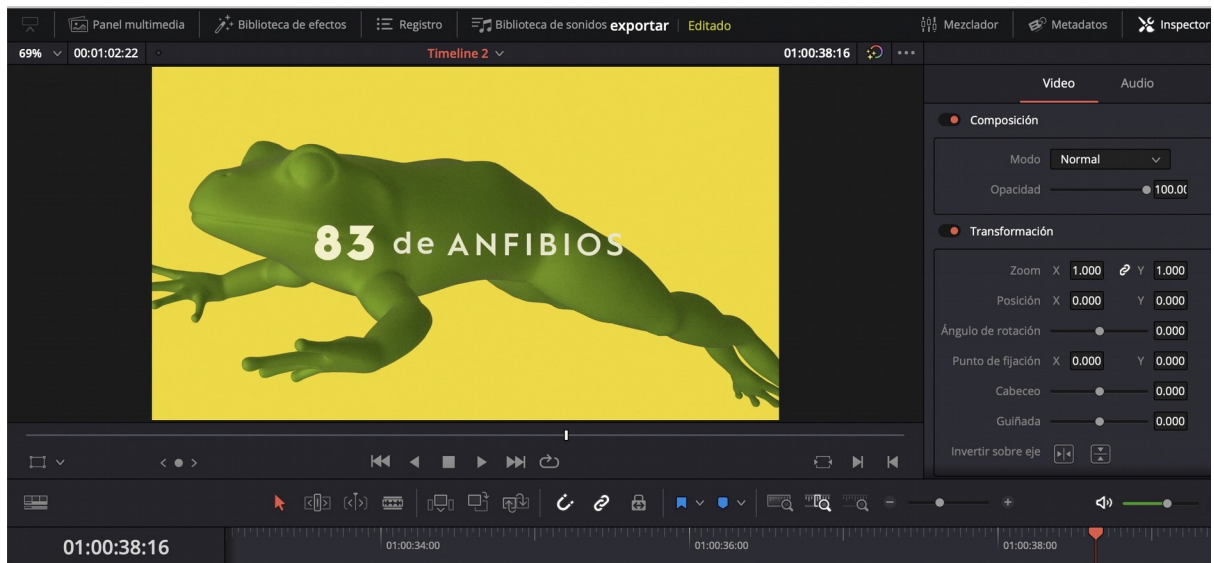 Panel multimedia Biblioteca de efectos Registro Biblioteca de sonidos exportar Editado Mezclador Metadatos Inspector
69% 00:01:02:22 Timeline 2 01:00:38:16
Video Audio
Composición
Modo Normal
Opacidad 100.00
Transformación
Zoom X 1.000 Y 1.000
Posición X 0.000 Y 0.000
Ángulo de rotación 0.000
Punto de fijación X 0.000 Y 0.000
Cabeceo 0.000
Guiñada 0.000
Invertir sobre eje
83 de ANFIBIOS
01:00:38:16 01:00:34:00 01:00:36:00 01:00:38:00